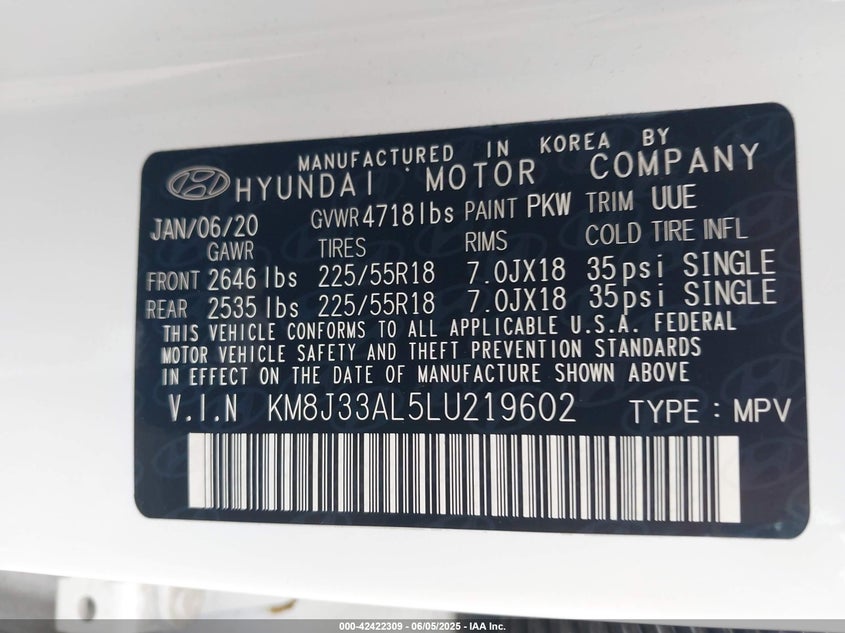 MANUFACTURED IN KOREA BY
HYUNDAI MOTOR COMPANY
JAN/06/20 GVWR 4718lbs PAINT PKW TRIM UUE
GAWR TIRES RIMS COLD TIRE INFL
FRONT 2646 lbs 225/55R18 7.0JX18 35psi SINGLE
REAR 2535 lbs 225/55R18 7.0JX18 35psi SINGLE
THIS VEHICLE CONFORMS TO ALL APPLICABLE U.S.A. FEDERAL
MOTOR VEHICLE SAFETY AND THEFT PREVENTION STANDARDS
IN EFFECT ON THE DATE OF MANUFACTURE SHOWN ABOVE
V.I.N KM8J33AL5LU219602 TYPE : MPV
000-42422309 - 06/05/2025 - IAA Inc.